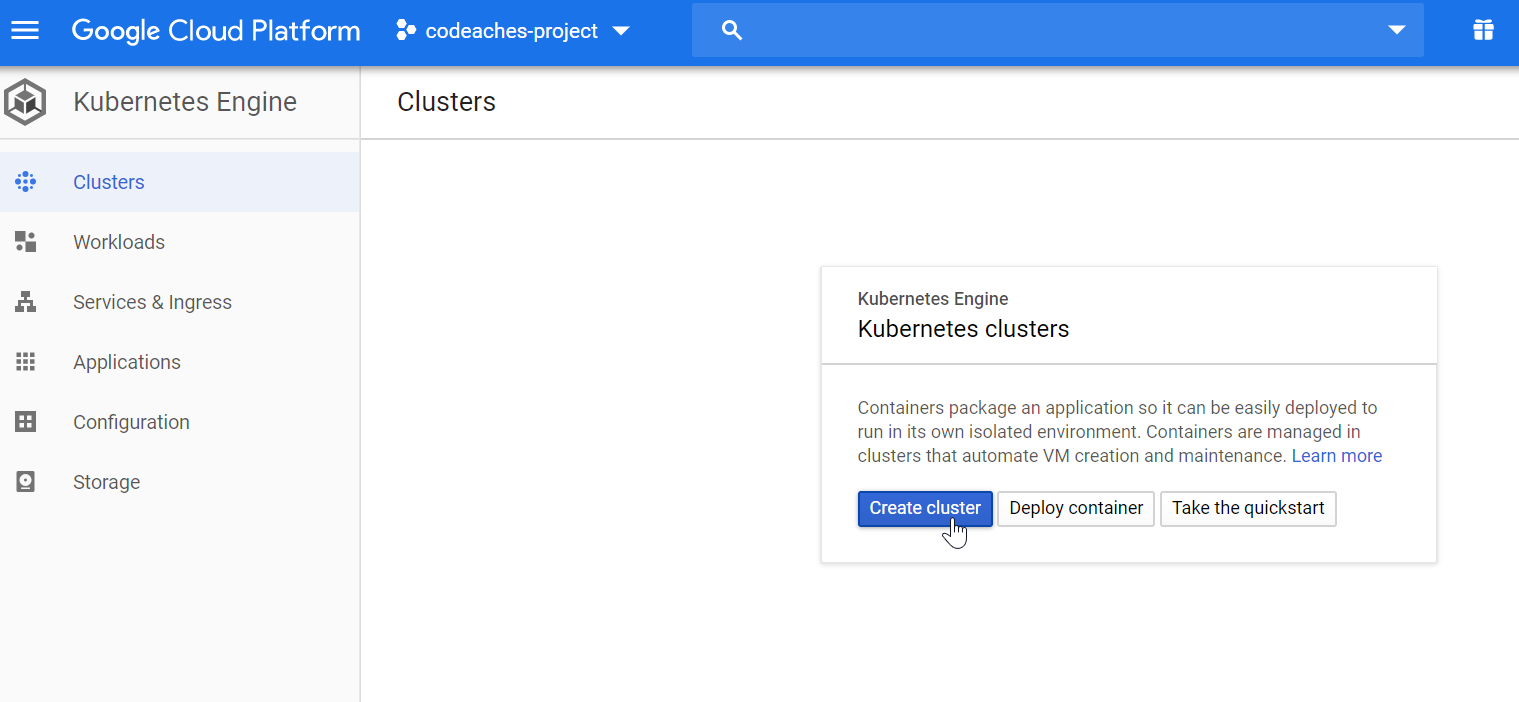 Google Cloud Platform
codeaches-project
Kubernetes Engine
Clusters
Clusters
Workloads
Services & Ingress
Applications
Configuration
Storage
Kubernetes Engine
Kubernetes clusters
Containers package an application so it can be easily deployed to
run in its own isolated environment. Containers are managed in
clusters that automate VM creation and maintenance. Learn more
Create cluster
Deploy container
Take the quickstart